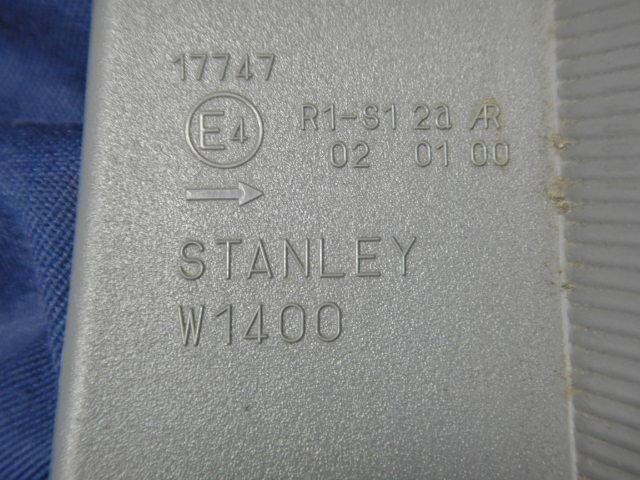 17747
E4 R1-S1 2a AR
02 01 00
STANLEY
W1400